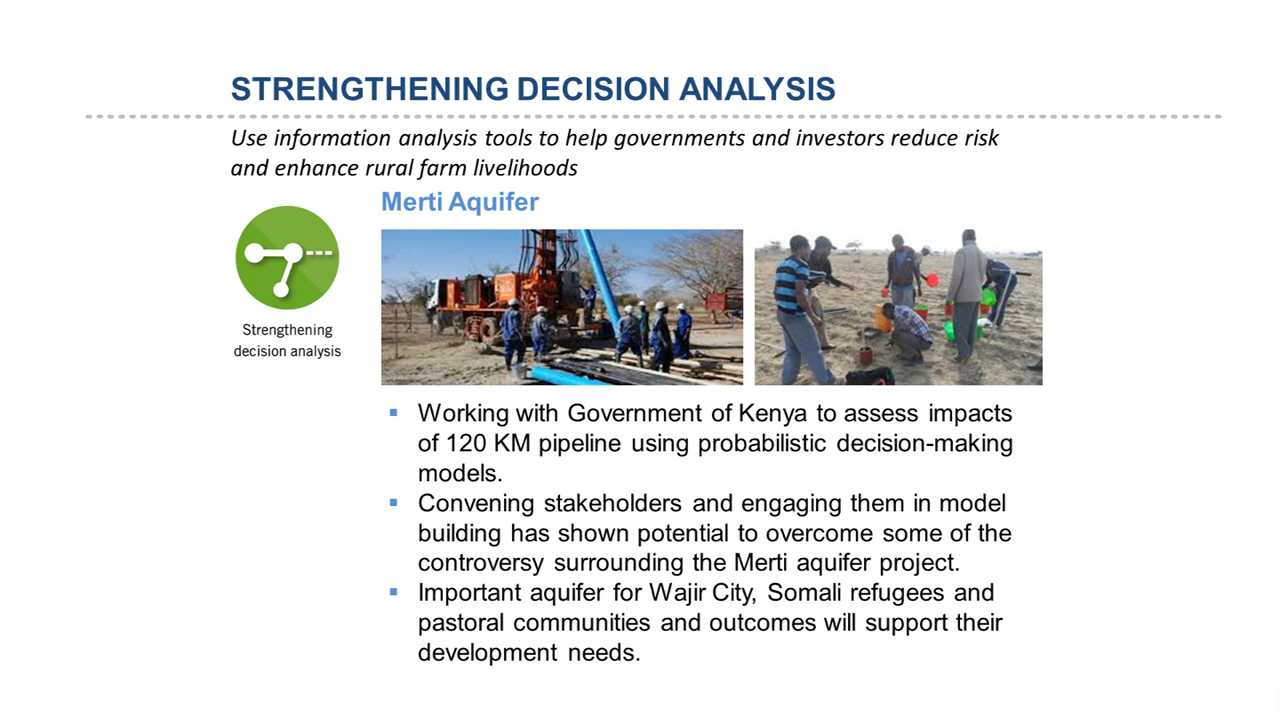 STRENGTHENING DECISION ANALYSIS
Use information analysis tools to help governments and investors reduce risk
and enhance rural farm livelihoods
Merti Aquifer
Strengthening
decision analysis
▪ Working with Government of Kenya to assess impacts
of 120 KM pipeline using probabilistic decision-making
models.
▪ Convening stakeholders and engaging them in model
building has shown potential to overcome some of the
controversy surrounding the Merti aquifer project.
▪ Important aquifer for Wajir City, Somali refugees and
pastoral communities and outcomes will support their
development needs.